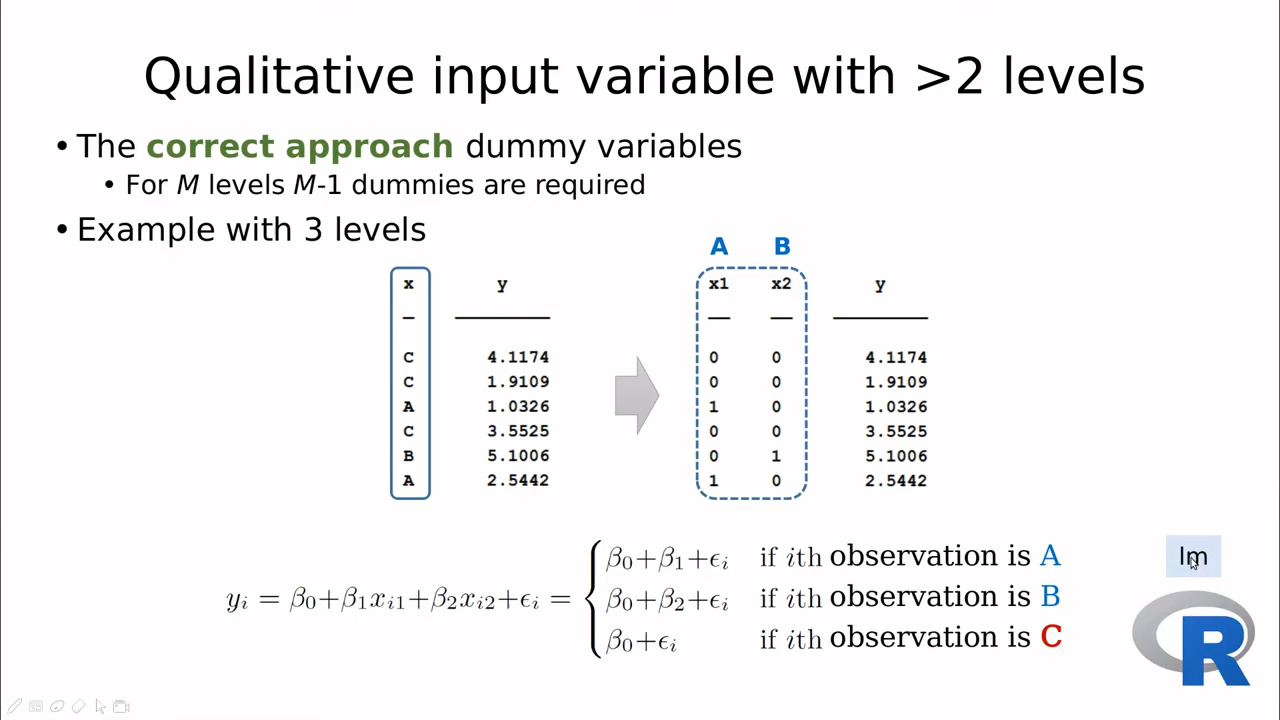 Qualitative input variable with >2 levels
• The correct approach dummy variables
• For M levels M-1 dummies are required
• Example with 3 levels
A B
x y x1 x2 y
C 4.1174 0 0 4.1174
C 1.9109 0 0 1.9109
A 1.0326 1 0 1.0326
C 3.5525 0 0 3.5525
B 5.1006 0 1 5.1006
A 2.5442 1 0 2.5442
β₀+β₁+ϵᵢ if ith observation is A
yᵢ = β₀+β₁xᵢ₁+β₂xᵢ₂+ϵᵢ = { β₀+β₂+ϵᵢ if ith observation is B
β₀+ϵᵢ if ith observation is C
lm
R